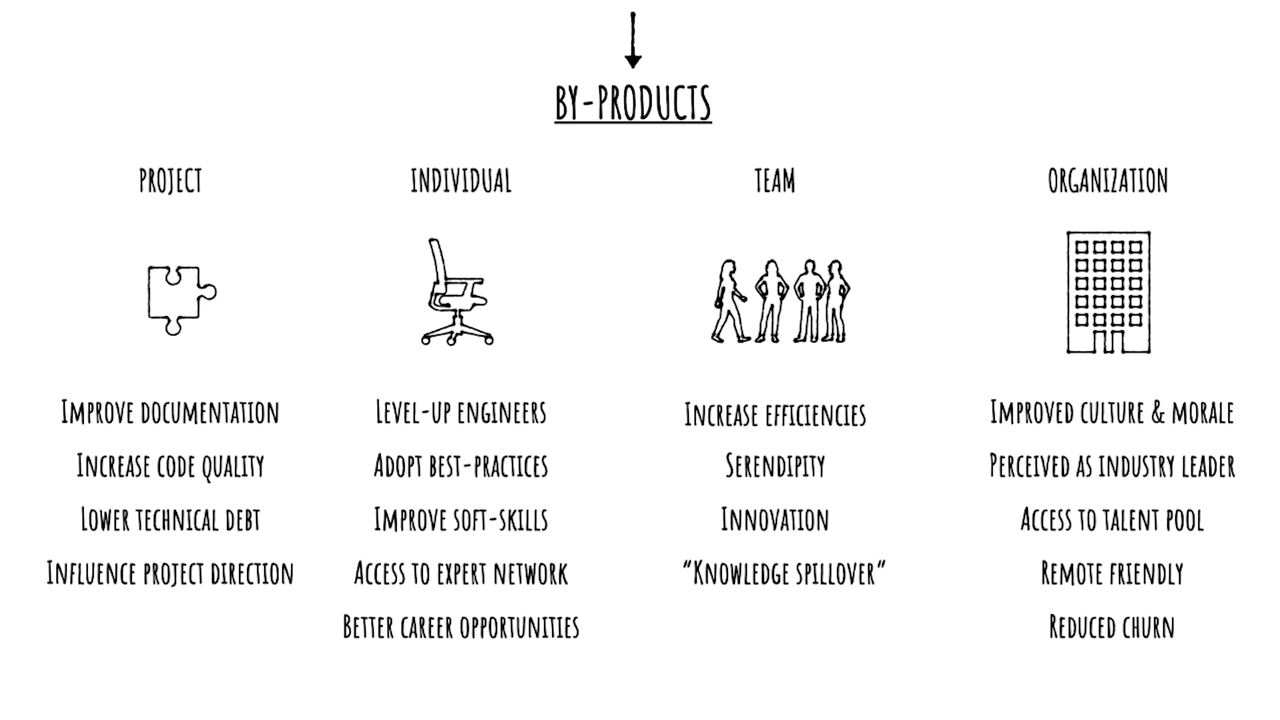 BY-PRODUCTS
PROJECT
IMPROVE DOCUMENTATION
INCREASE CODE QUALITY
LOWER TECHNICAL DEBT
INFLUENCE PROJECT DIRECTION
INDIVIDUAL
LEVEL-UP ENGINEERS
ADOPT BEST-PRACTICES
IMPROVE SOFT-SKILLS
ACCESS TO EXPERT NETWORK
BETTER CAREER OPPORTUNITIES
TEAM
INCREASE EFFICIENCIES
SERENDIPITY
INNOVATION
"KNOWLEDGE SPILLOVER"
ORGANIZATION
IMPROVED CULTURE & MORALE
PERCEIVED AS INDUSTRY LEADER
ACCESS TO TALENT POOL
REMOTE FRIENDLY
REDUCED CHURN